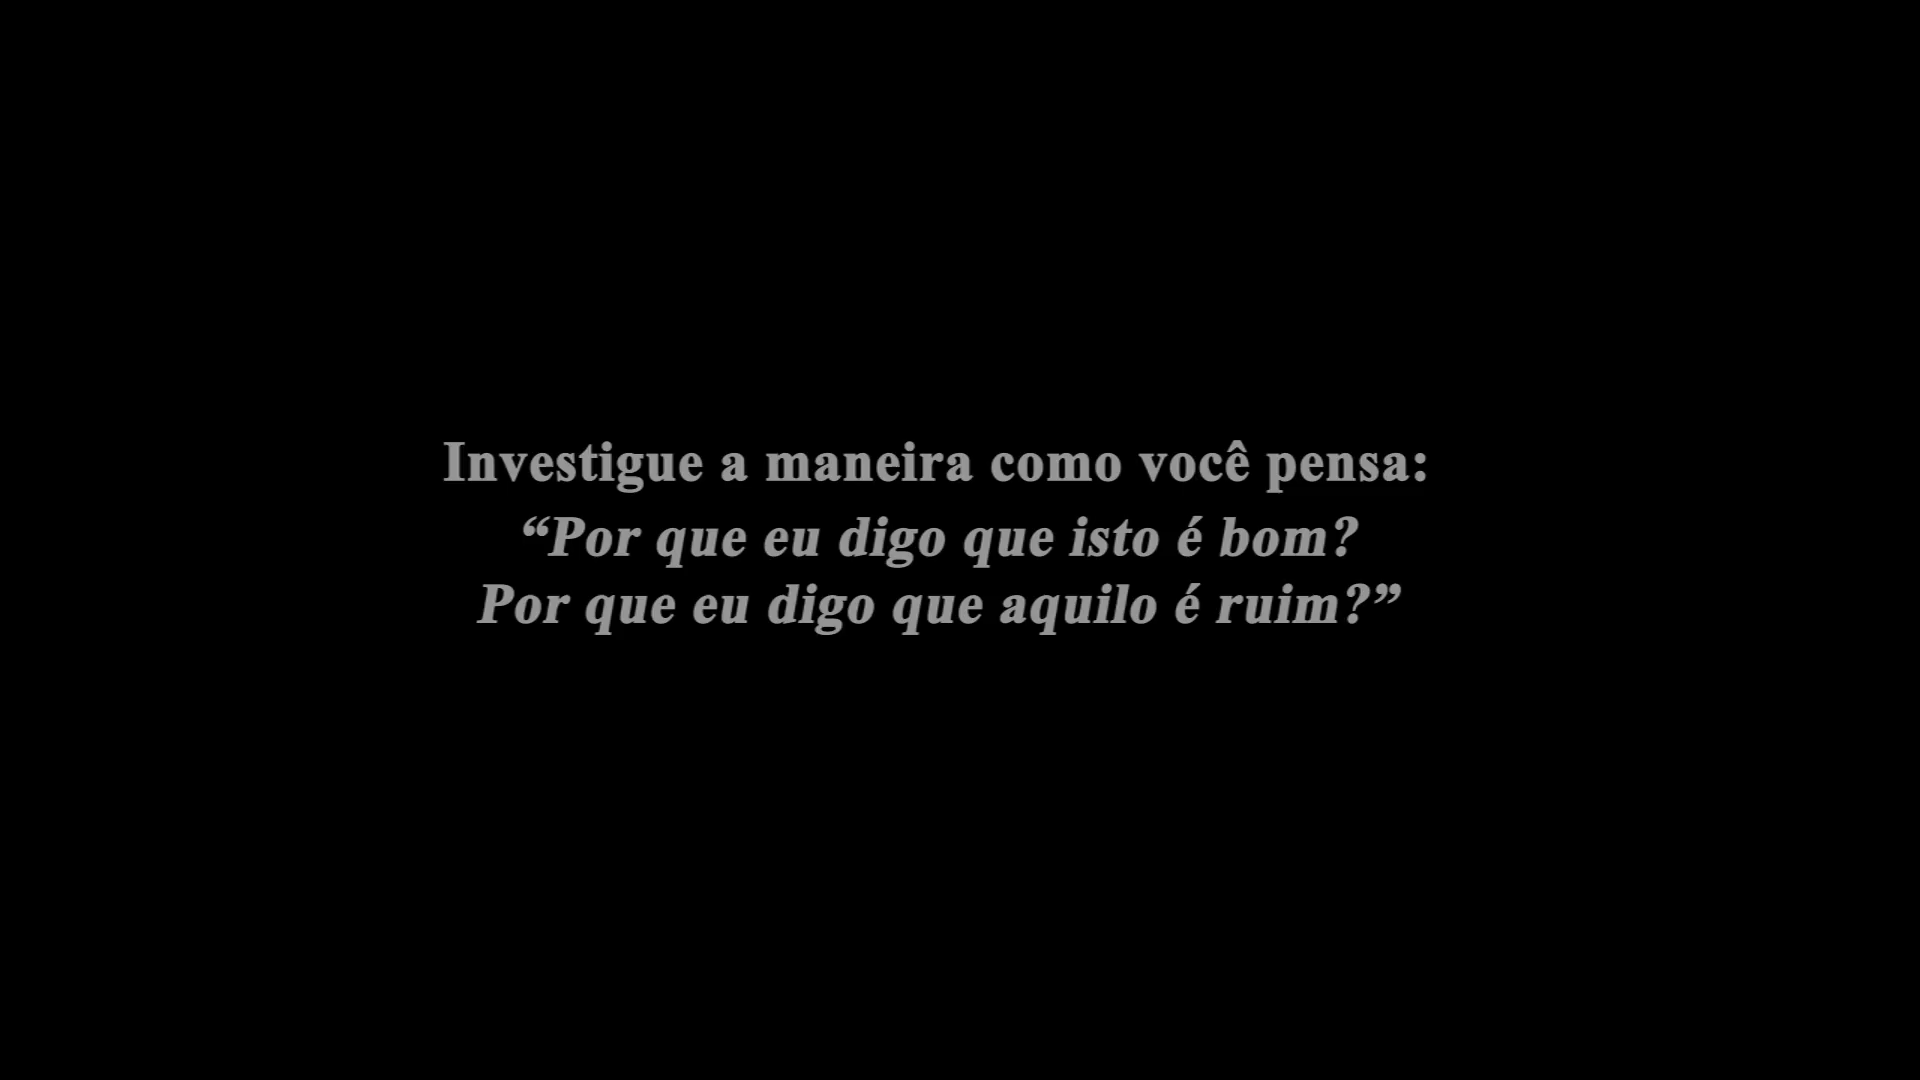 Investigue a maneira como você pensa:
“Por que eu digo que isto é bom?
Por que eu digo que aquilo é ruim?”